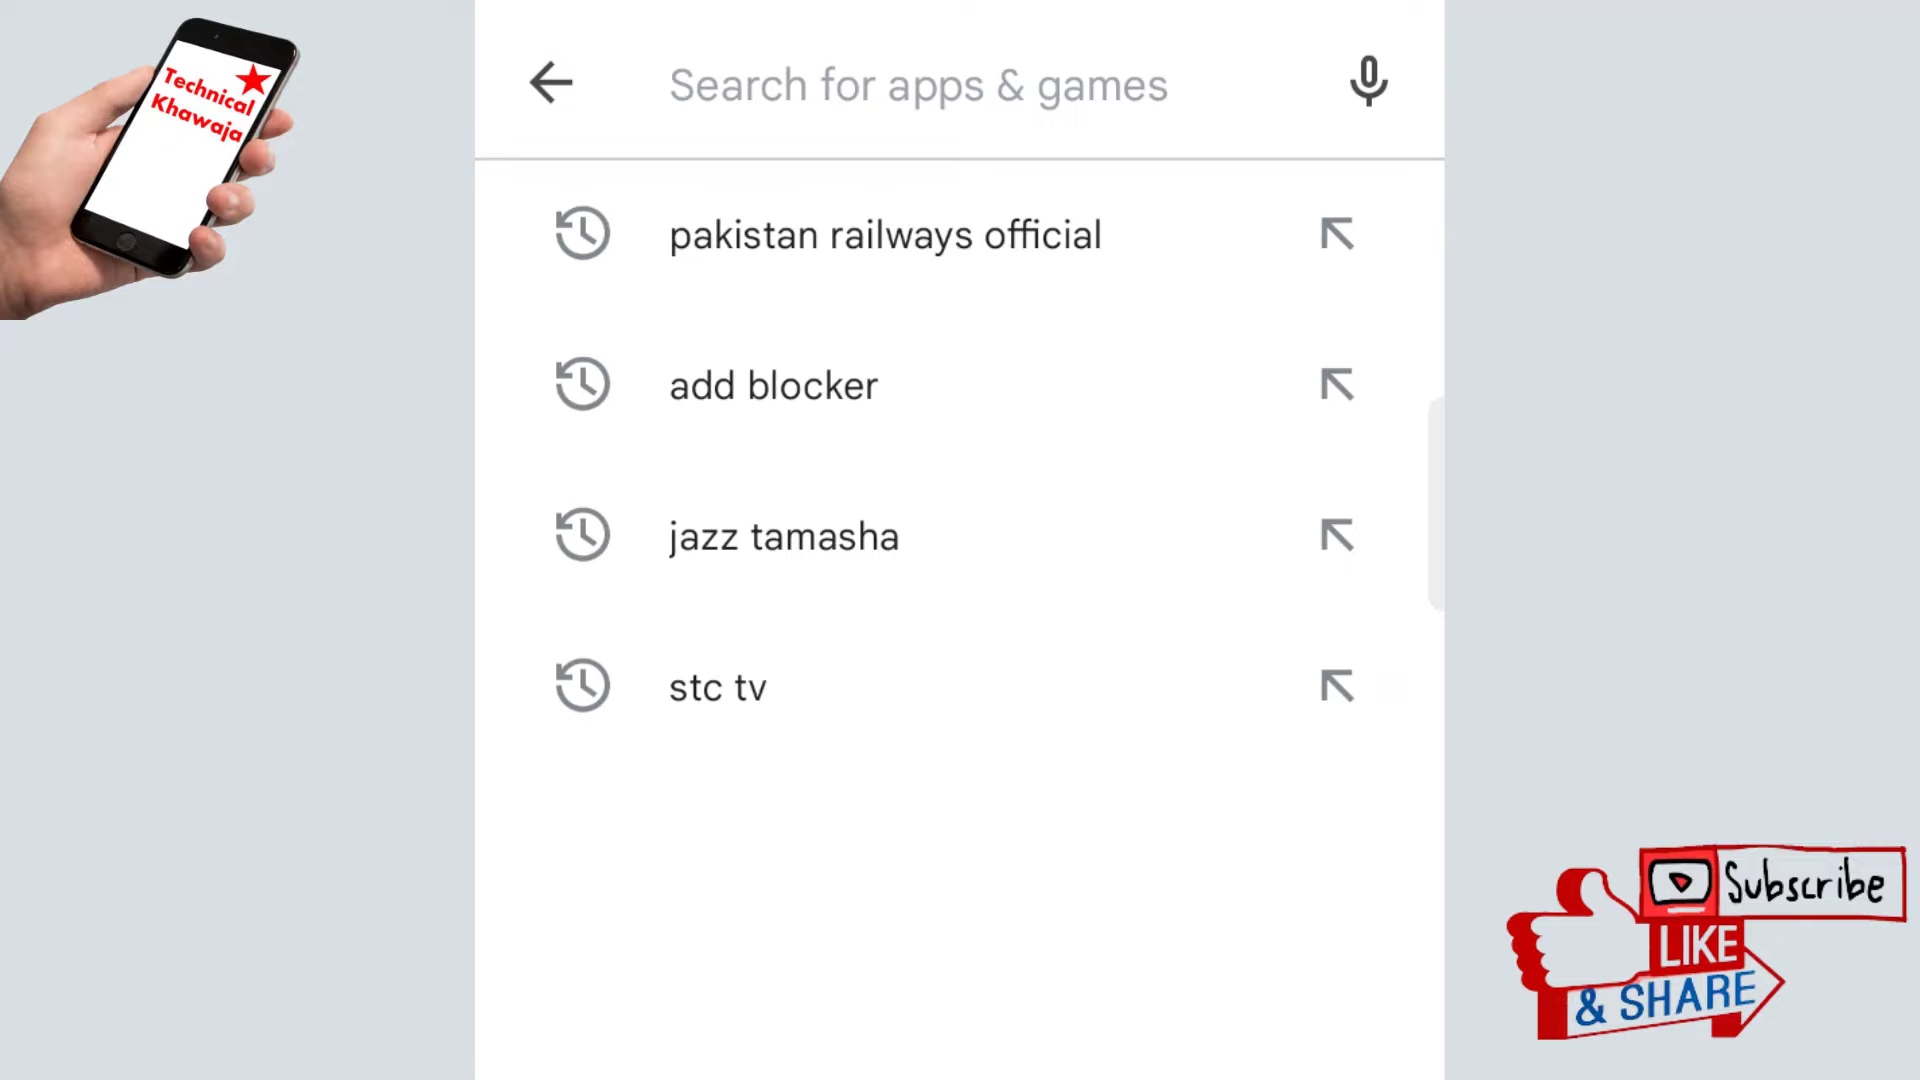 Technical
Khawaja
Search for apps & games
pakistan railways official
add blocker
jazz tamasha
stc tv
Subscribe
LIKE
& SHARE